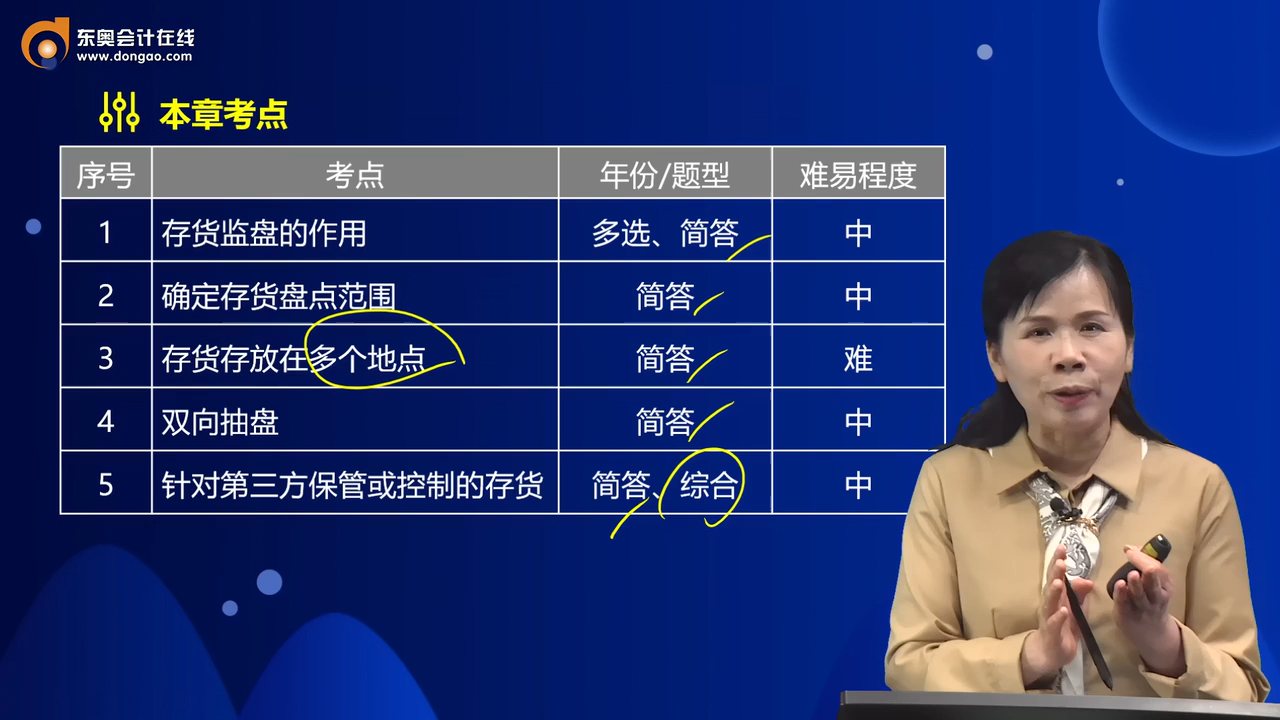 东奥会计在线
www.dongao.com
本章考点
序号 考点 年份/题型 难易程度
1 存货监盘的作用 多选、简答 中
2 确定存货盘点范围 简答 中
3 存货存放在多个地点 简答 难
4 双向抽盘 简答 中
5 针对第三方保管或控制的存货 简答、综合 中